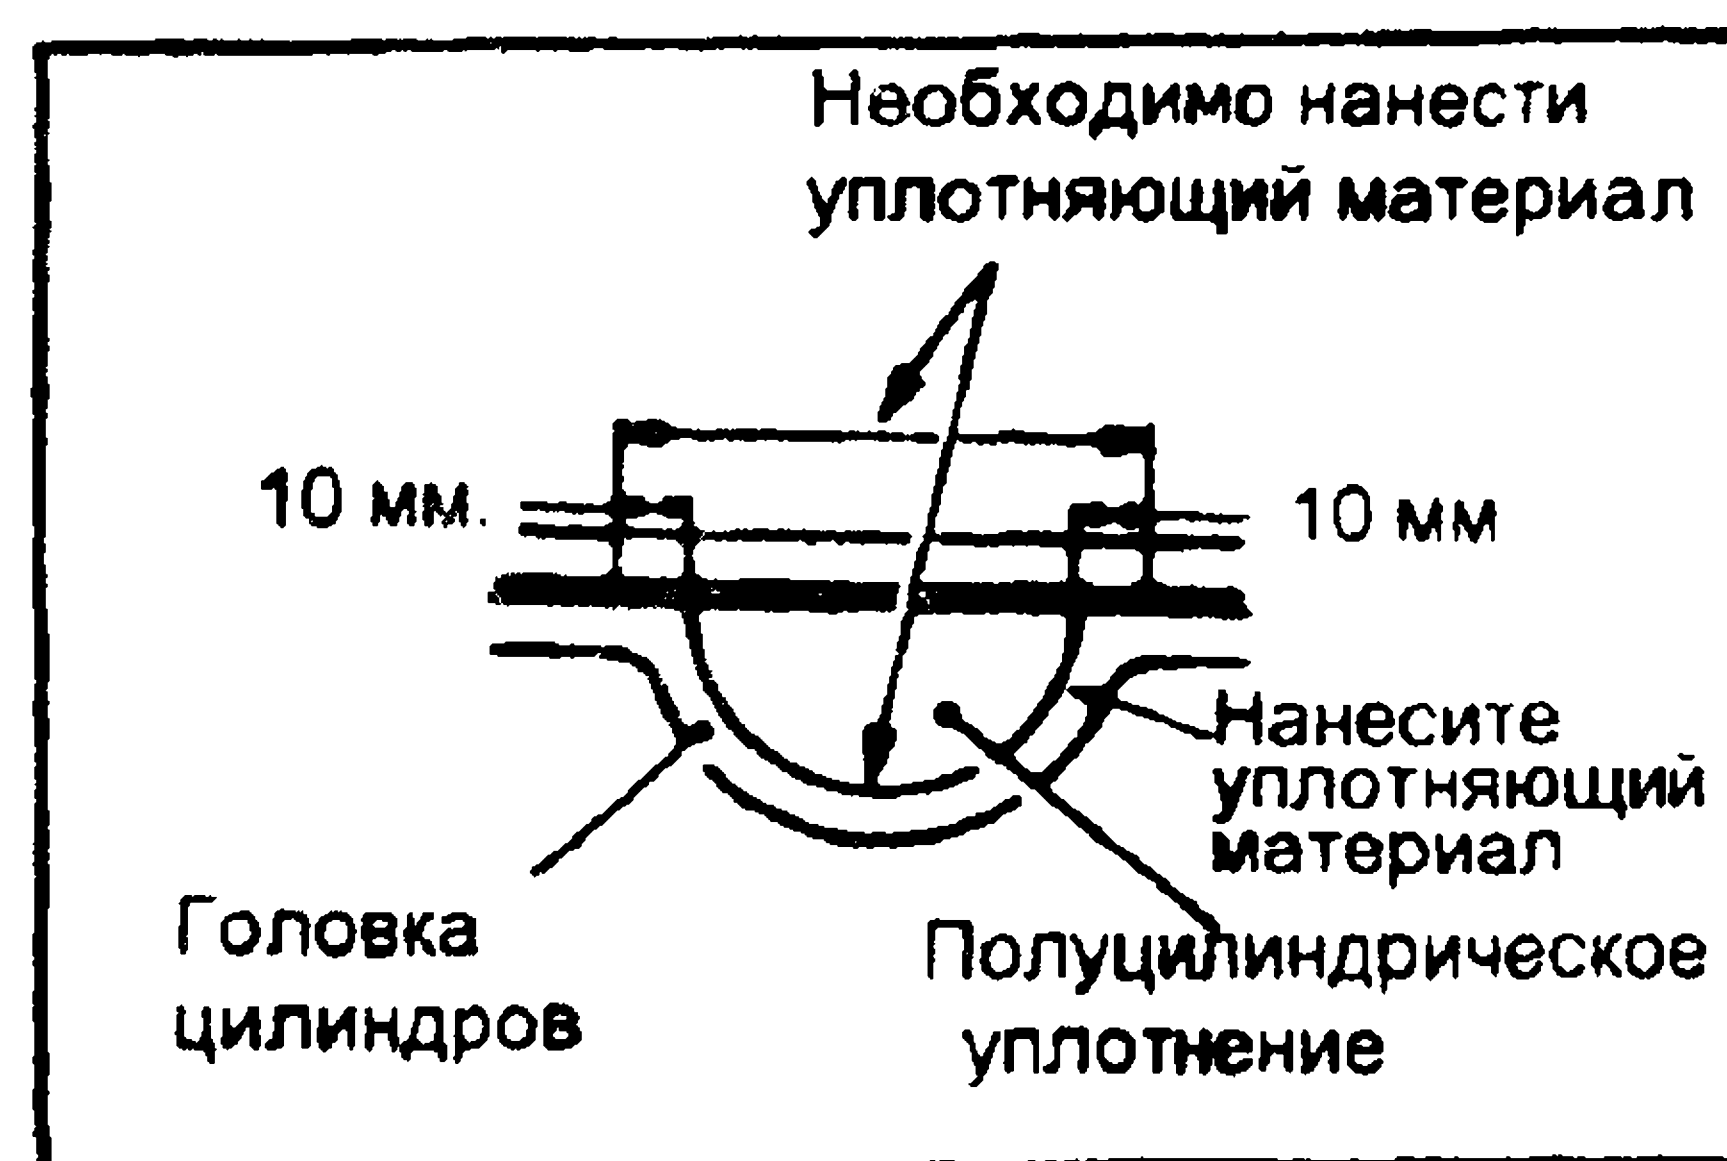 Необходимо нанести
уплотняющий материал
10 мм.
10 мм
Нанесите
уплотняющий
материал
Головка
цилиндров
Полуцилиндрическое
уплотнение